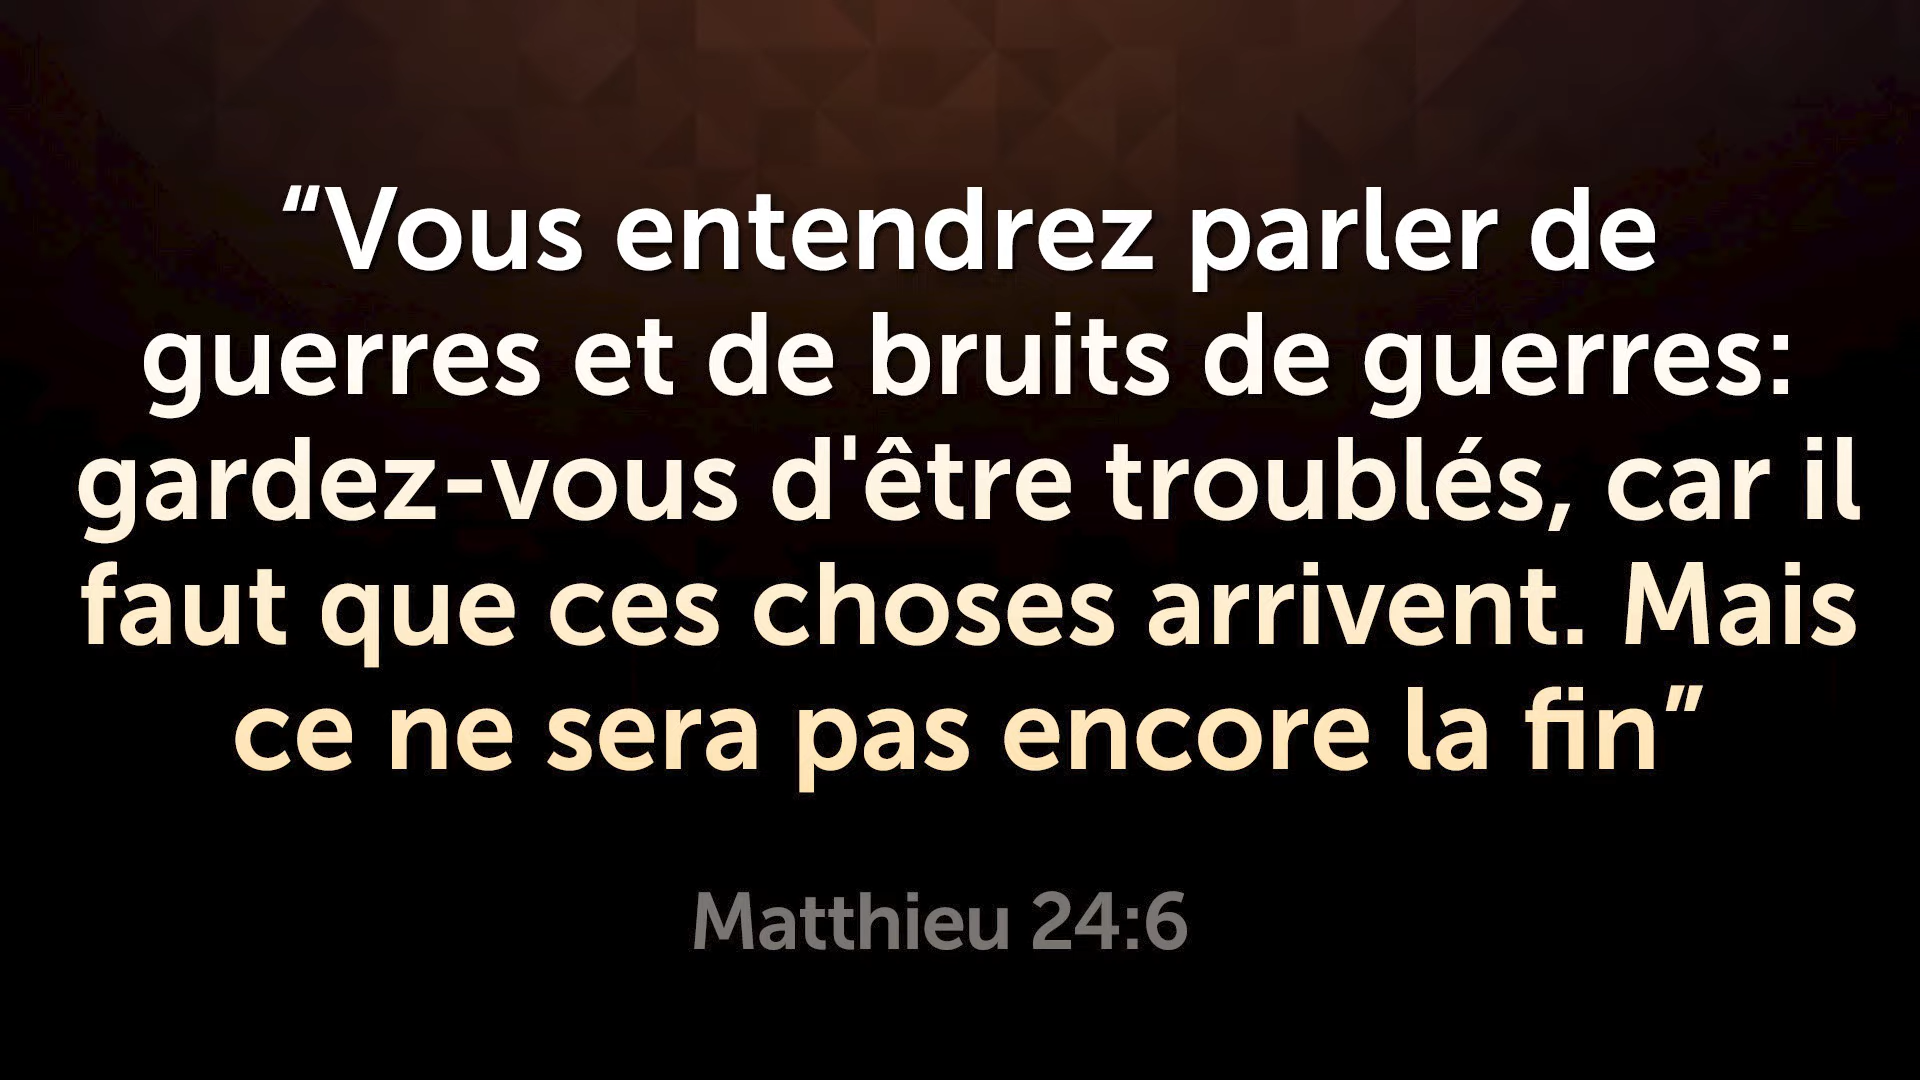 “Vous entendrez parler de
guerres et de bruits de guerres:
gardez-vous d'être troublés, car il
faut que ces choses arrivent. Mais
ce ne sera pas encore la fin”
Matthieu 24:6